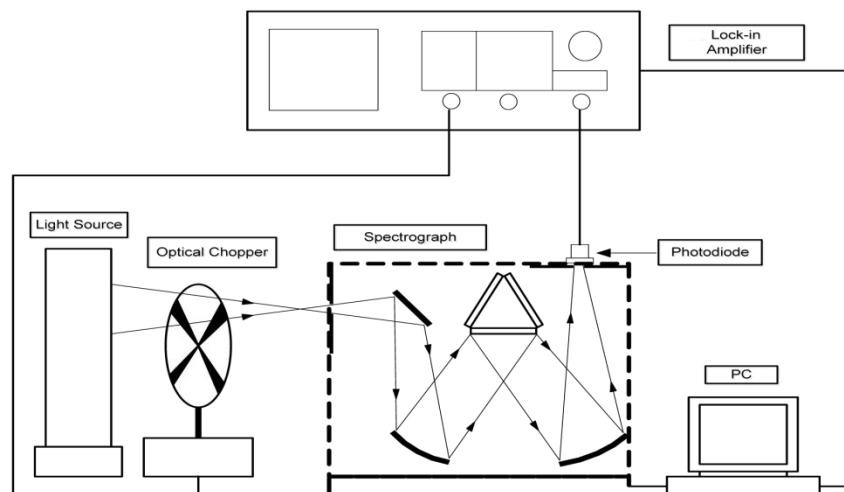 Lock-in
Amplifier
Light Source
Optical Chopper
Spectrograph
Photodiode
PC